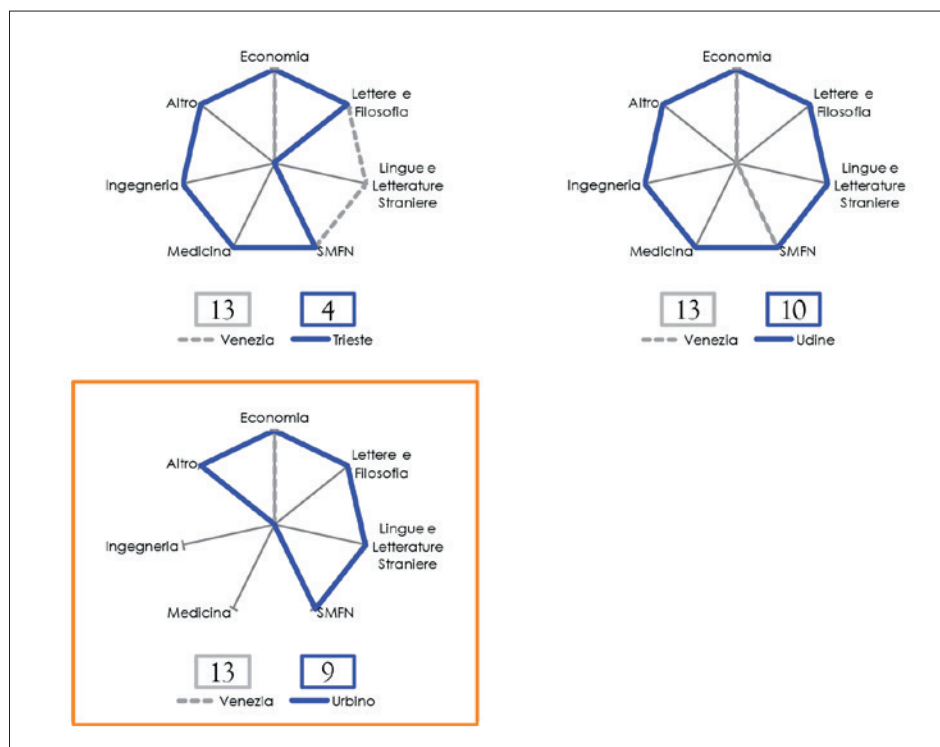 Economia
Lettere e
Filosofia
Altro
Lingue e
Letterature
Straniere
Ingegneria
Medicina
SMFN
13
4
Venezia
Trieste
Economia
Lettere e
Filosofia
Altro
Lingue e
Letterature
Straniere
Ingegneria
Medicina
SMFN
13
10
Venezia
Udine
Economia
Lettere e
Filosofia
Altro
Lingue e
Letterature
Straniere
Ingegneria
Medicina
SMFN
13
9
Venezia
Urbino